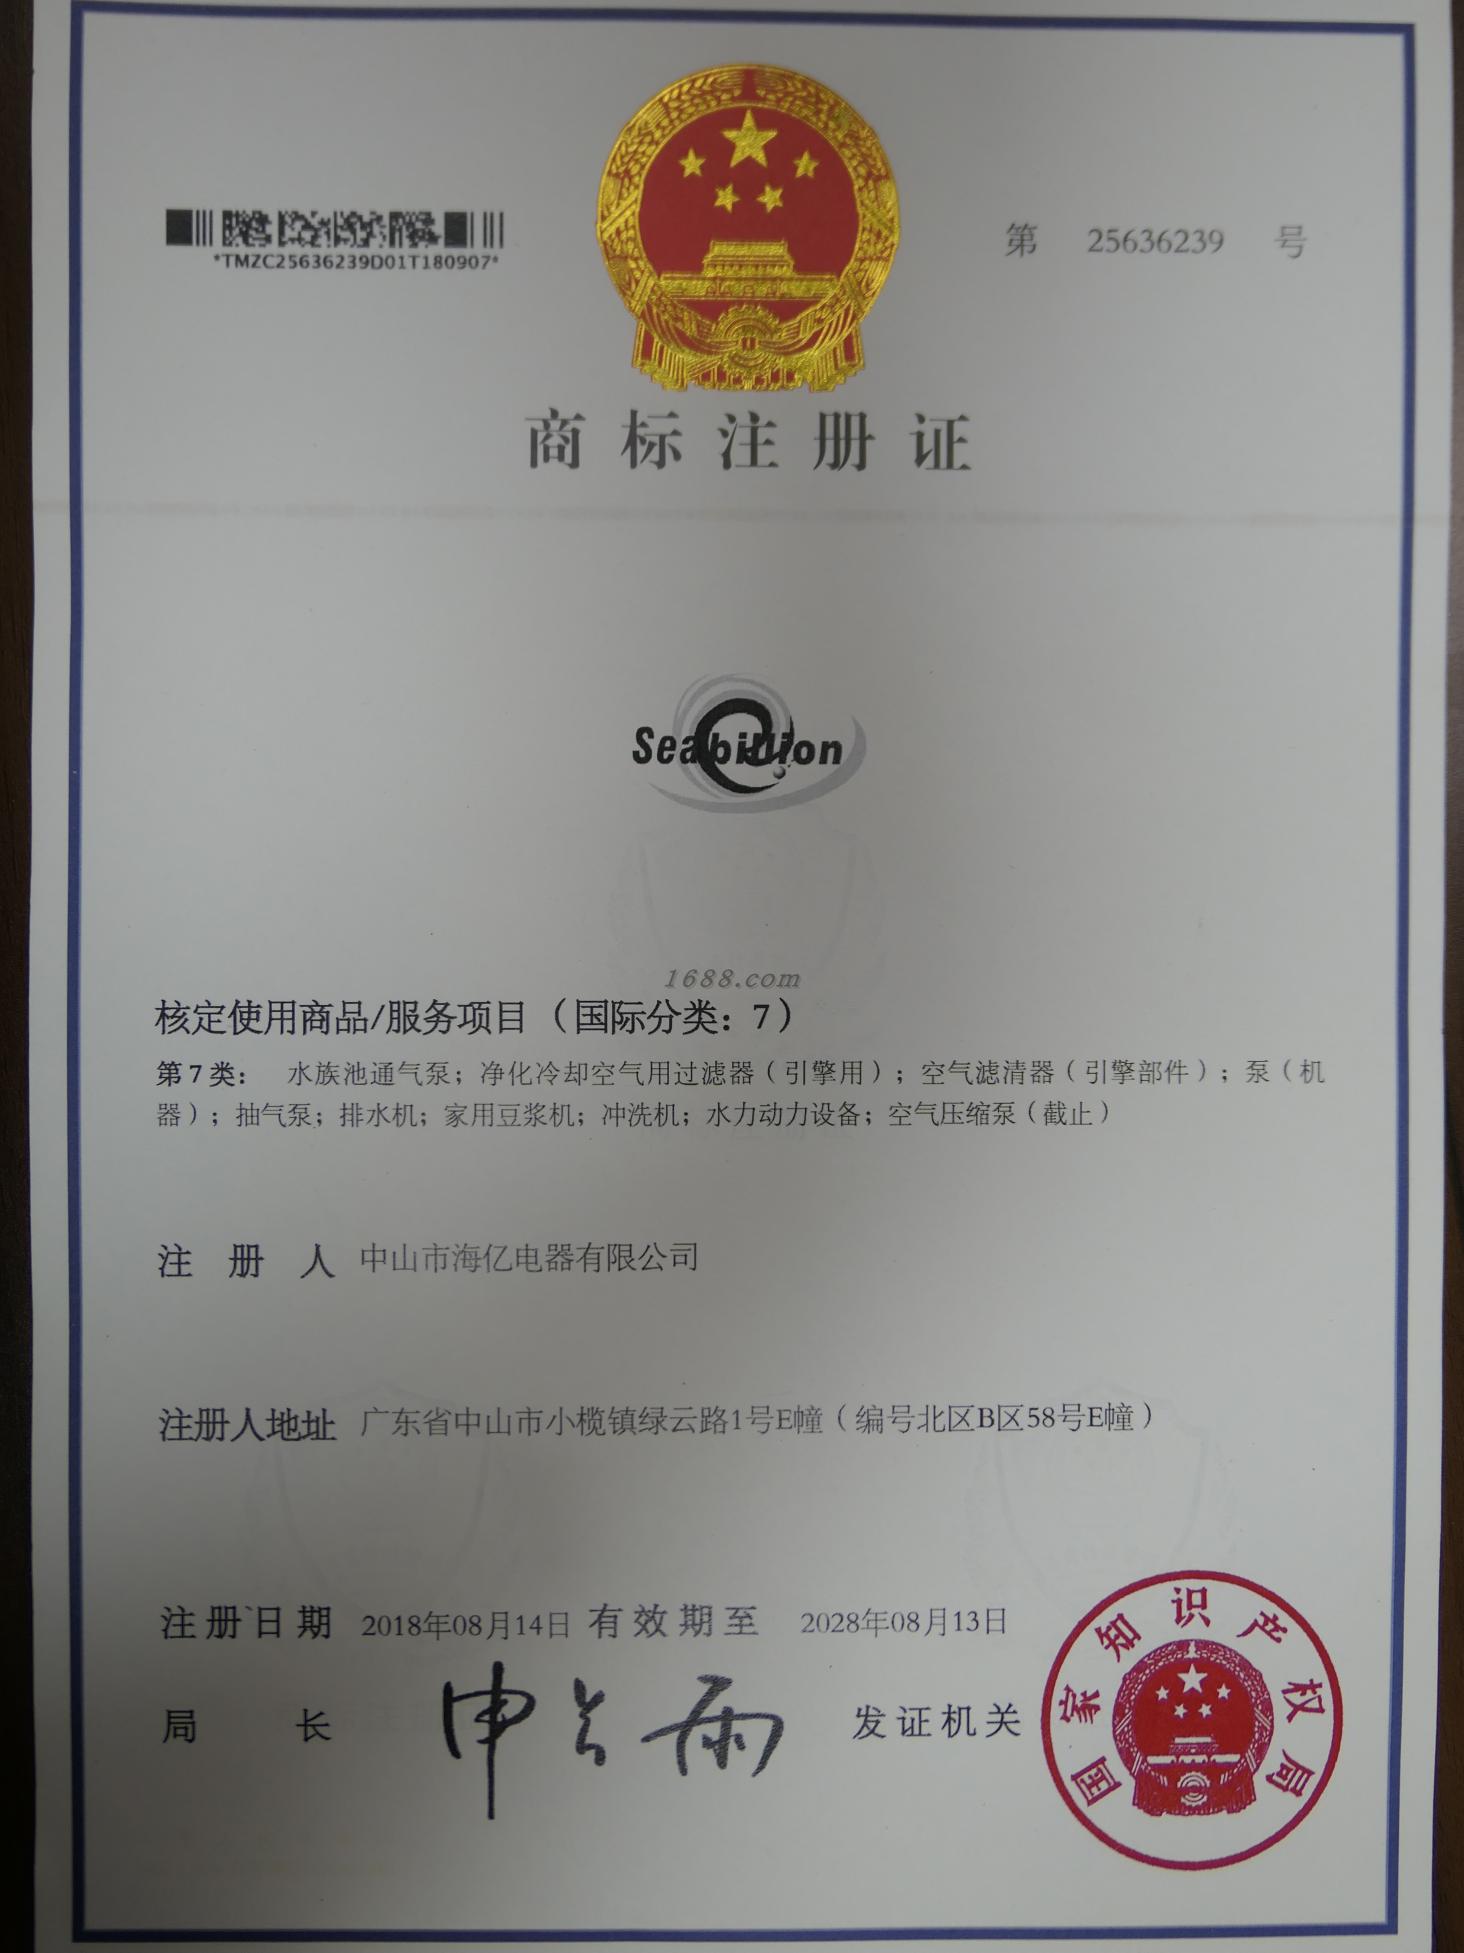 *TMZC25636239D01T180907*
第 25636239 号
商标注册证
Seabillion
1688.com
核定使用商品/服务项目（国际分类：7）
第7类： 水族池通气泵；净化冷却空气用过滤器（引擎用）；空气滤清器（引擎部件）；泵（机
器）；抽气泵；排水机；家用豆浆机；冲洗机；水力动力设备；空气压缩泵（截止）
注册人 中山市海亿电器有限公司
注册人地址 广东省中山市小榄镇绿云路1号E幢（编号北区B区58号E幢）
注册日期 2018年08月14日 有效期至 2028年08月13日
局长 申长雨 发证机关
国家知识产权局